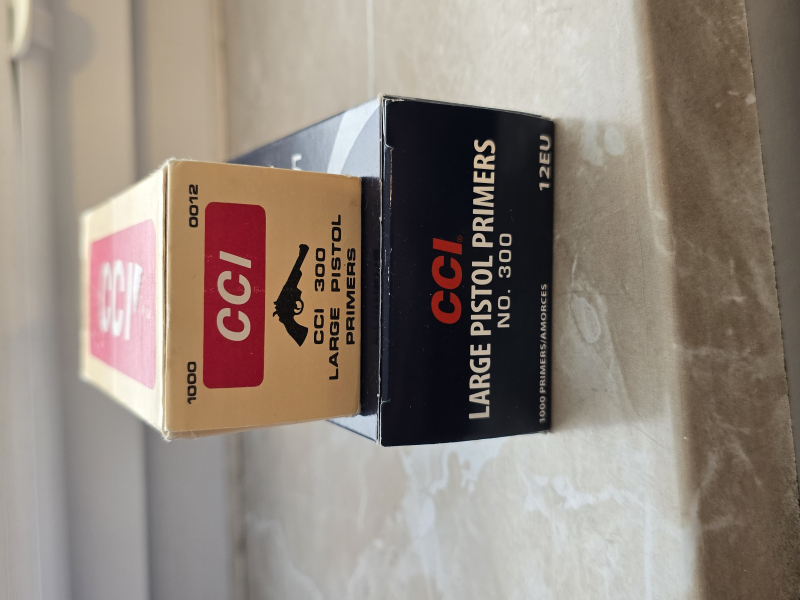 CCI
1000
0012
CCI
CCI 300
LARGE PISTOL
PRIMERS
CCI
LARGE PISTOL PRIMERS
NO. 300
1000 PRIMERS/AMORCES
12EU